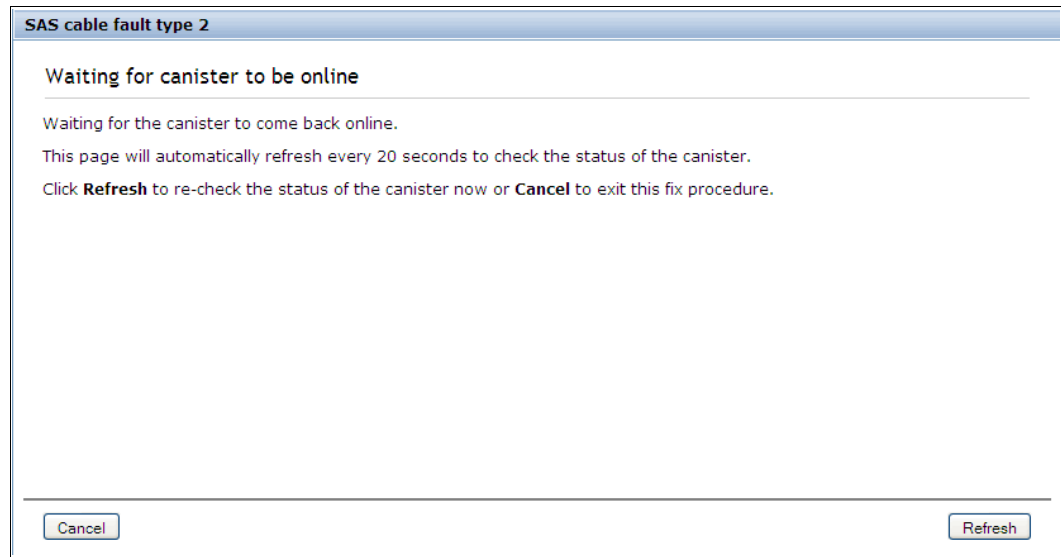 SAS cable fault type 2
Waiting for canister to be online
Waiting for the canister to come back online.
This page will automatically refresh every 20 seconds to check the status of the canister.
Click Refresh to re-check the status of the canister now or Cancel to exit this fix procedure.
Cancel
Refresh